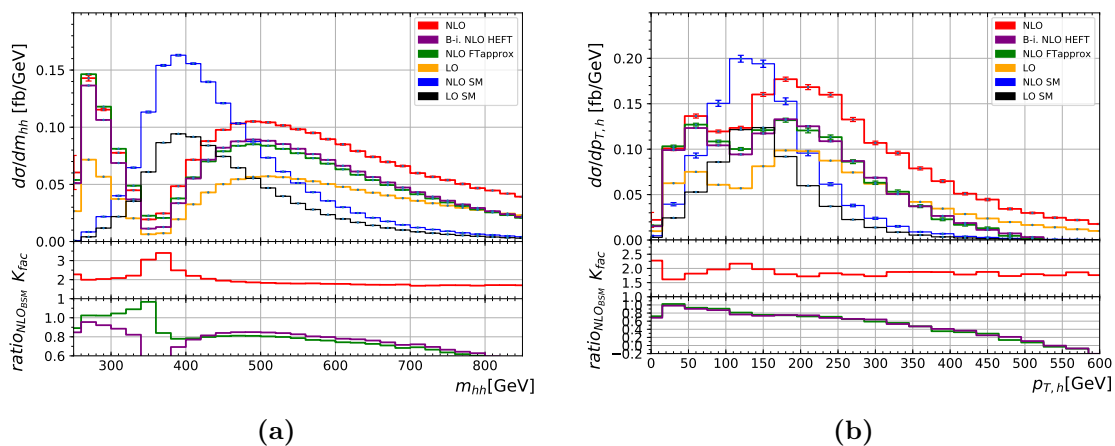 NLO
B-i. NLO HEFT
NLO FTapprox
LO
NLO SM
LO SM
dσ/dm_hh [fb/GeV]
0.15
0.10
0.05
0.00
K_fac
3
2
1
ratio_NLO_BSM
1.0
0.8
0.6
300 400 500 600 700 800
m_hh[GeV]
(a)
NLO
B-i. NLO HEFT
NLO FTapprox
LO
NLO SM
LO SM
dσ/dp_T,h [fb/GeV]
0.20
0.15
0.10
0.05
0.00
K_fac
2.5
2.0
1.5
1.0
ratio_NLO_BSM
0.8
0.6
0.4
0.2
0.0
−0.2
0 50 100 150 200 250 300 350 400 450 500 550 600
p_T,h[GeV]
(b)